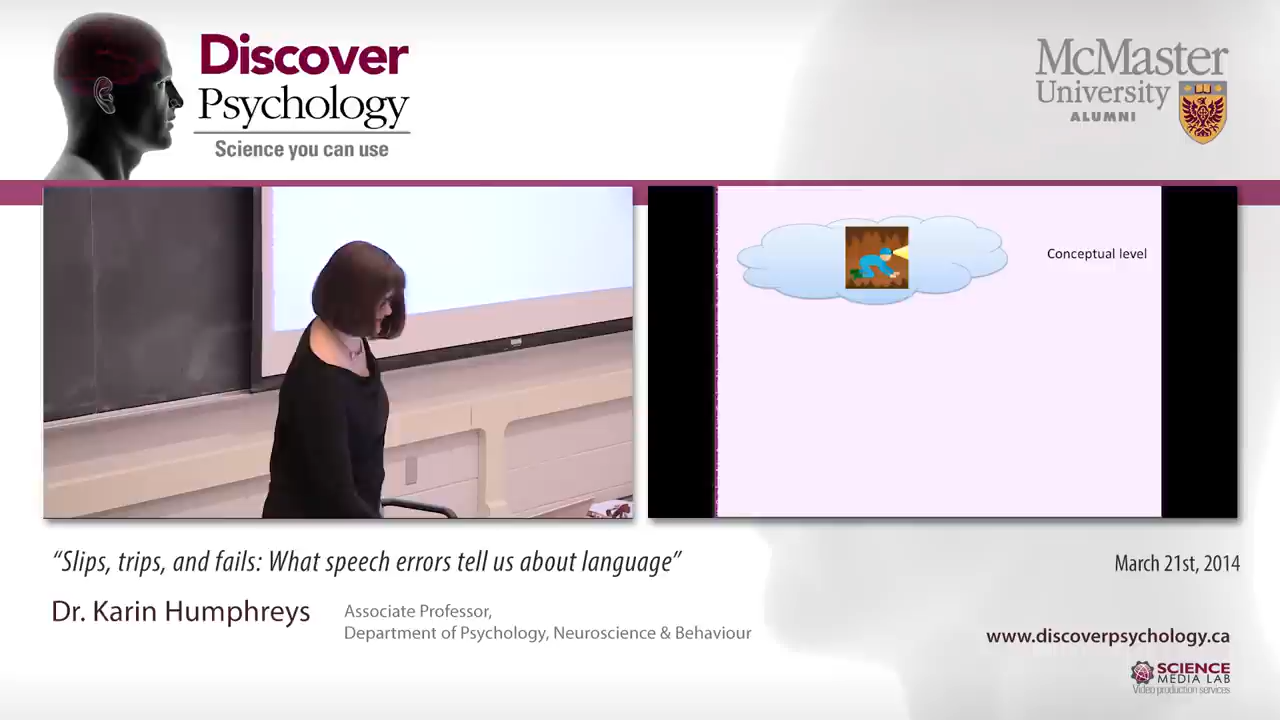 Discover
Psychology
Science you can use
McMaster
University
ALUMNI
Conceptual level
“Slips, trips, and fails: What speech errors tell us about language”
March 21st, 2014
Dr. Karin Humphreys
Associate Professor,
Department of Psychology, Neuroscience & Behaviour
www.discoverpsychology.ca
SCIENCE
MEDIA LAB
Video production services